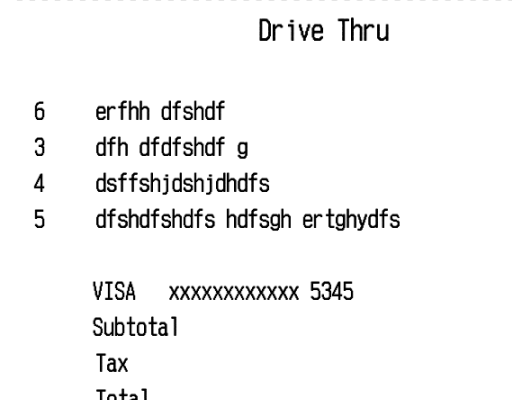 Drive Thru
6 erfhh dfshdf
3 dfh dfdfshdf g
4 dsffshjdshjdhdfs
5 dfshdfshdfs hdfsgh ertghydfs
VISA xxxxxxxxxxxx 5345
Subtotal
Tax
Total